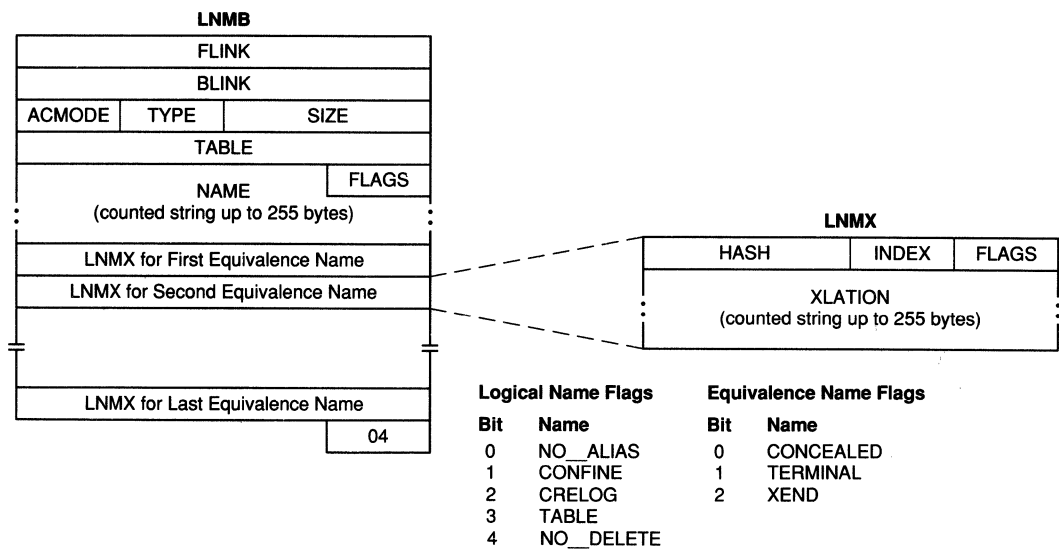 LNMB
FLINK
BLINK
ACMODE TYPE SIZE
TABLE
FLAGS
NAME
(counted string up to 255 bytes)
LNMX for First Equivalence Name
LNMX for Second Equivalence Name
LNMX for Last Equivalence Name
04
LNMX
HASH INDEX FLAGS
XLATION
(counted string up to 255 bytes)
Logical Name Flags
Bit Name
0 NO__ALIAS
1 CONFINE
2 CRELOG
3 TABLE
4 NO__DELETE
Equivalence Name Flags
Bit Name
0 CONCEALED
1 TERMINAL
2 XEND